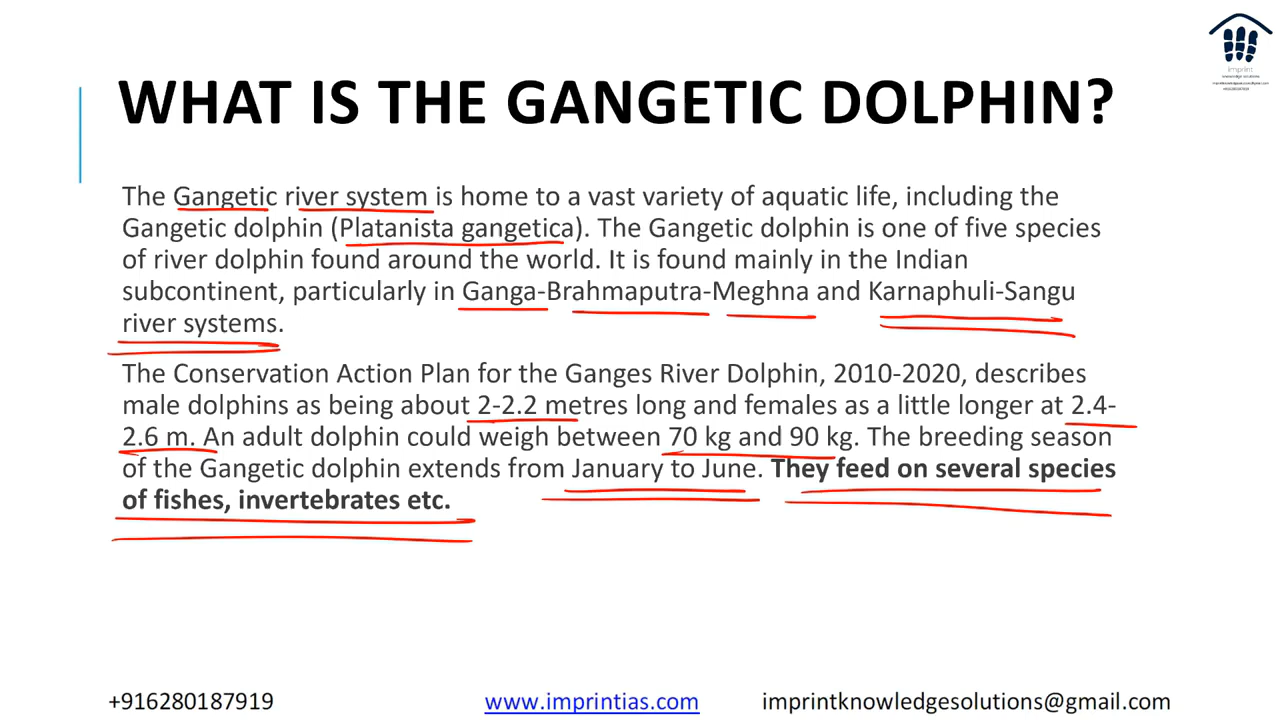 imprint
WHAT IS THE GANGETIC DOLPHIN?
The Gangetic river system is home to a vast variety of aquatic life, including the
Gangetic dolphin (Platanista gangetica). The Gangetic dolphin is one of five species
of river dolphin found around the world. It is found mainly in the Indian
subcontinent, particularly in Ganga-Brahmaputra-Meghna and Karnaphuli-Sangu
river systems.
The Conservation Action Plan for the Ganges River Dolphin, 2010-2020, describes
male dolphins as being about 2-2.2 metres long and females as a little longer at 2.4-
2.6 m. An adult dolphin could weigh between 70 kg and 90 kg. The breeding season
of the Gangetic dolphin extends from January to June. They feed on several species
of fishes, invertebrates etc.
+916280187919 www.imprintias.com imprintknowledgesolutions@gmail.com